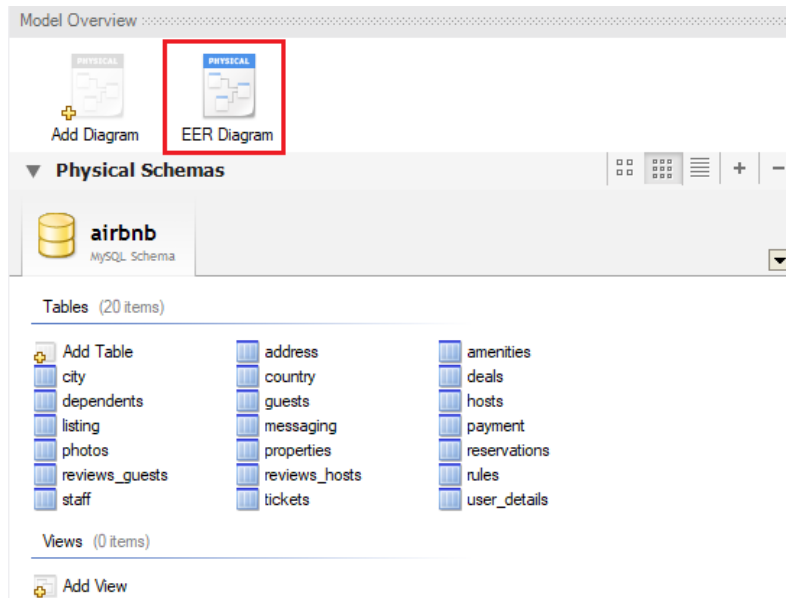 Model Overview
PHYSICAL PHYSICAL
Add Diagram EER Diagram
Physical Schemas
airbnb
MySQL Schema
Tables (20 items)
Add Table address amenities
city country deals
dependents guests hosts
listing messaging payment
photos properties reservations
reviews_guests reviews_hosts rules
staff tickets user_details
Views (0 items)
Add View